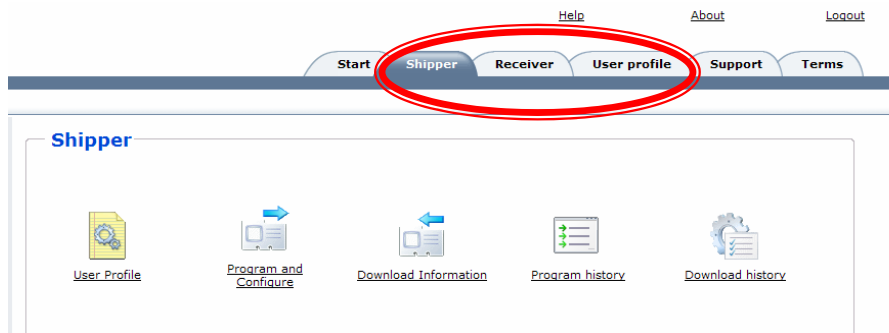 Help About Logout
Start Shipper Receiver User profile Support Terms
Shipper
User Profile
Program and
Configure
Download Information
Program history
Download history